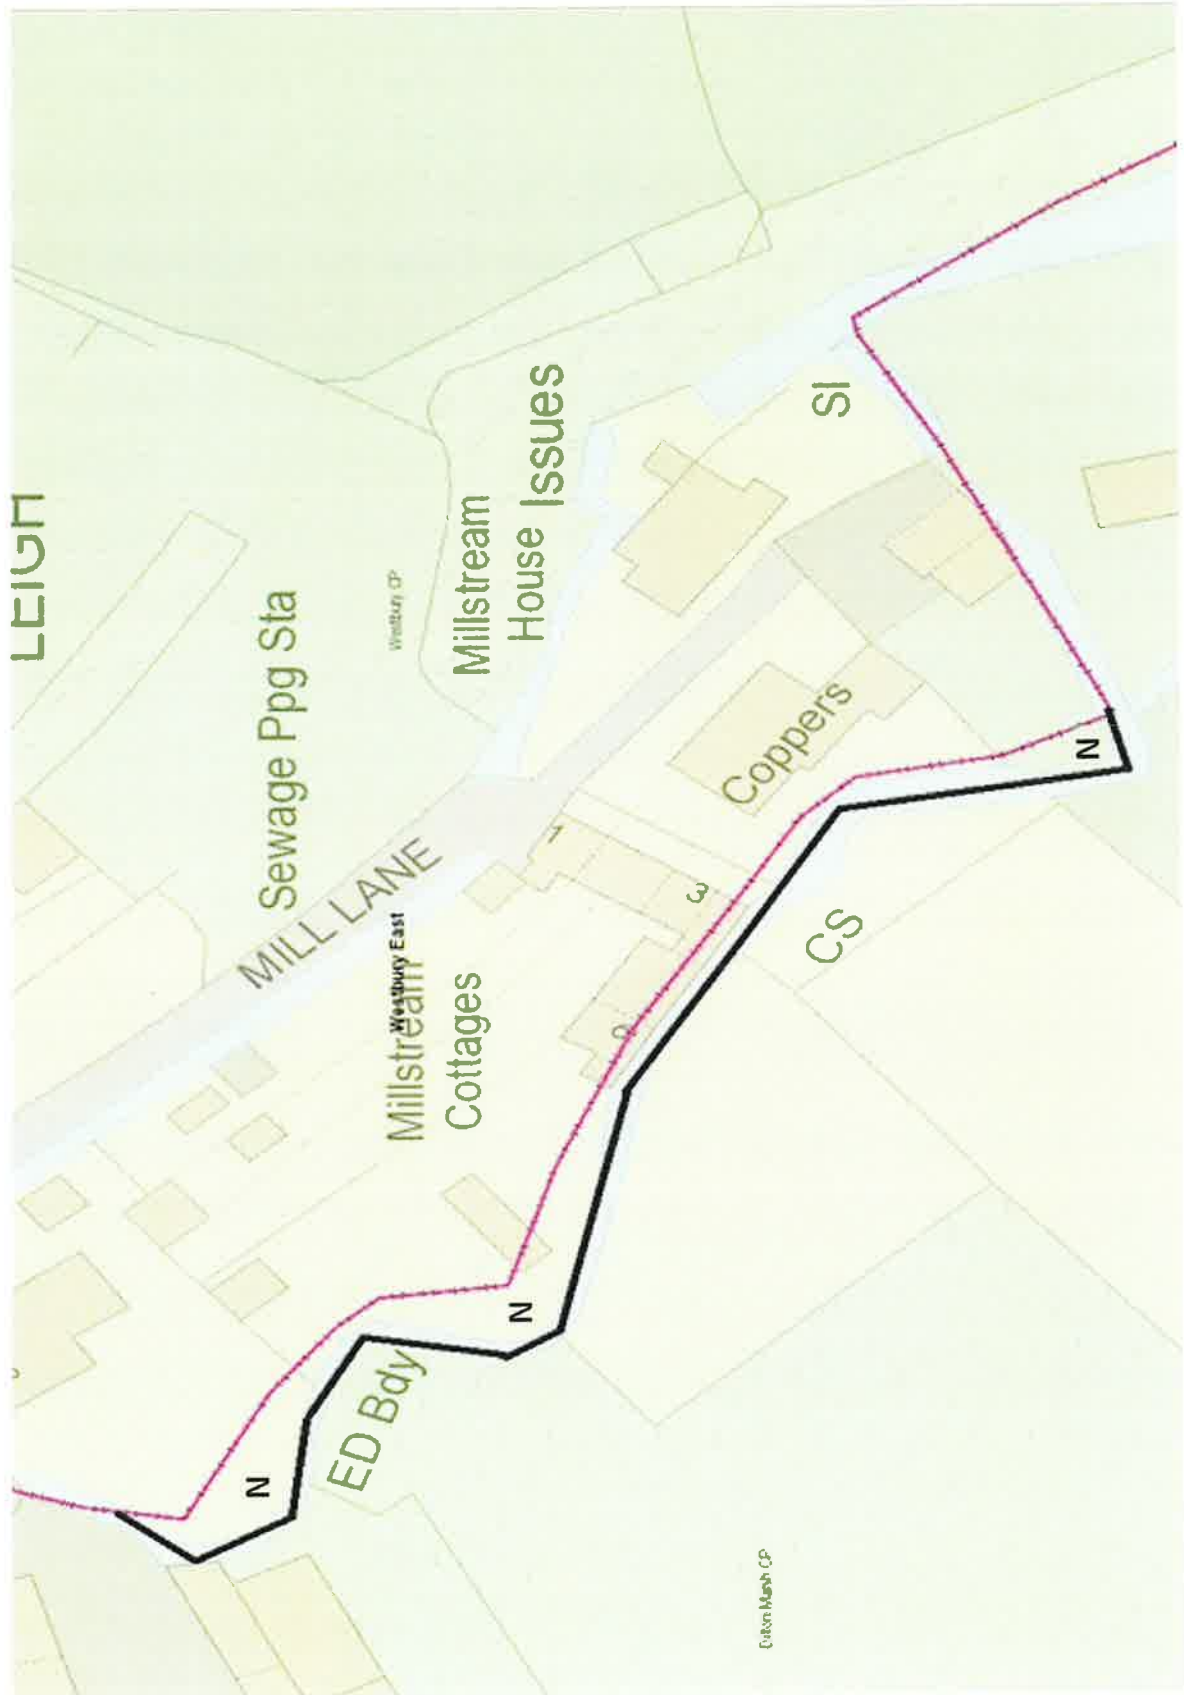 LEIGH
Sewage Ppg Sta
Westbury CP
Millstream
House
Issues
MILL LANE
Westbury East
Millstream
Cottages
1
3
9
Coppers
SI
CS
N
N
N
ED Bdy
Dilton Marsh CP